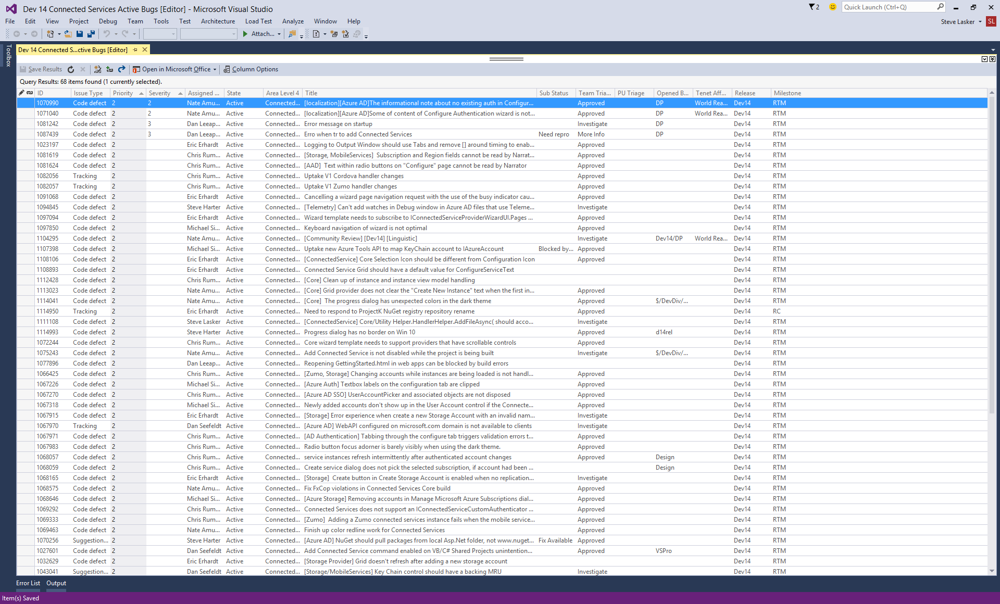 Dev 14 Connected Services Active Bugs [Editor] - Microsoft Visual Studio
2
Quick Launch (Ctrl+Q)
File Edit View Project Debug Team Tools Test Architecture Load Test Analyze Window Help
Steve Lasker SL
Attach...
Toolbox
Dev 14 Connected S...ctive Bugs [Editor]
Save Results Open in Microsoft Office Column Options
Query Results: 68 items found (1 currently selected).
ID Issue Type Priority Severity Assigned ... State Area Level 4 Title Sub Status Team Tria... PU Triage Opened B... Tenet Aff... Release Milestone
1070990 Code defect 2 2 Nate Amu... Active Connected... [localization][Azure AD]The informational note about no existing auth in Configur... Approved DP World Rea... Dev14 RTM
1071040 Code defect 2 2 Nate Amu... Active Connected... [localization][Azure AD]Some of content of Configure Authentication wizard is not... Approved DP World Rea... Dev14 RTM
1081242 Code defect 2 3 Dan Leeap... Active Connected... Error message on startup Investigate DP Dev14 RTM
1087439 Code defect 2 3 Dan Leeap... Active Connected... Erro when tr to add Connected Services Need repro More Info DP Dev14 RTM
1023197 Code defect 2 Eric Erhardt Active Connected... Logging to Output Window should use Tabs and remove [] around timing to enab... Approved Dev14 RTM
1081619 Code defect 2 Chris Rum... Active Connected... [Storage, MobileServices]  Subscription and Region fields cannot be read by Narrat... Approved Dev14 RTM
1081624 Code defect 2 Chris Rum... Active Connected... [AAD]  Text within radio buttons on "Configure" page cannot be read by Narrator Approved Dev14 RTM
1082056 Tracking 2 Chris Rum... Active Connected... Uptake V1 Cordova handler changes Approved Dev14 RTM
1082057 Tracking 2 Chris Rum... Active Connected... Uptake V1 Zumo handler changes Approved Dev14 RTM
1091068 Code defect 2 Eric Erhardt Active Connected... Cancelling a wizard page navigation request with the use of the busy indicator cau... Approved Dev14 RTM
1094845 Code defect 2 Steve Harter Active Connected... [Telemetry] Can't add watches in Debug window in Azure AD files that use Teleme... Investigate Dev14 RTM
1097094 Code defect 2 Eric Erhardt Active Connected... Wizard template needs to subscribe to IConnectedServiceProviderWizardUI.Pages ... Approved Dev14 RTM
1097850 Code defect 2 Michael Si... Active Connected... Keyboard navigation of wizard is not optimal Approved Dev14 RTM
1104295 Code defect 2 Nate Amu... Active Connected... [Community Review] [Dev14] [Linguistic] Investigate Dev14/DP World Rea... Dev14 RTM
1107398 Code defect 2 Michael Si... Active Connected... Uptake new Azure Tools API to map KeyChain account to IAzureAccount Blocked by... Approved Dev14 RTM
1108106 Code defect 2 Eric Erhardt Active Connected... [ConnectedService] Core Selection Icon should be different from Configuration Icon Approved Dev14 RTM
1108893 Code defect 2 Eric Erhardt Active Connected... Connected Service Grid should have a default value for ConfigureServiceText Dev14 RTM
1112428 Code defect 2 Chris Rum... Active Connected... [Core] Clean up of instance and instance view model handling Dev14 RTM
1113023 Code defect 2 Nate Amu... Active Connected... [Core] Grid provider does not clear the "Create New Instance" text when the first in... Approved Dev14 RTM
1114041 Code defect 2 Nate Amu... Active Connected... [Core]  The progress dialog has unexpected colors in the dark theme Approved $/DevDiv/... Dev14 RTM
1114950 Tracking 2 Eric Erhardt Active Connected... Need to respond to ProjectK NuGet registry repository rename Approved Dev14 RC
1111108 Code defect 2 Steve Lasker Active Connected... [ConnectedService] Core/Utility Helper.HandlerHelper.AddFileAsync( should acco... Investigate Dev14 RTM
1114993 Code defect 2 Steve Harter Active Connected... Progress dialog has no border on Win 10 Approved d14rel Dev14 RTM
1072244 Code defect 2 Chris Rum... Active Connected... Core wizard template needs to support providers that have scrollable controls Approved Dev14 RTM
1075243 Code defect 2 Nate Amu... Active Connected... Add Connected Service is not disabled while the project is being built Investigate $/DevDiv/... Dev14 RTM
1077896 Code defect 2 Dan Leeap... Active Connected... Reopening GettingStarted.html in web apps can be blocked by build errors Dev14 RTM
1066425 Code defect 2 Chris Rum... Active Connected... [Zumo, Storage] Changing accounts while instances are being loaded is not handl... Approved Dev14 RTM
1067226 Code defect 2 Michael Si... Active Connected... [Azure Auth] Textbox labels on the configuration tab are clipped Approved Dev14 RTM
1067270 Code defect 2 Chris Rum... Active Connected... [Azure AD SSO] UserAccountPicker and associated objects are not disposed Approved Dev14 RTM
1067318 Code defect 2 Michael Si... Active Connected... Newly added accounts don't show up in the User Account control if the Connecte... Approved Dev14 RTM
1067915 Code defect 2 Eric Erhardt Active Connected... [Storage] Error experience when create a new Storage Account with an invalid nam... Investigate Dev14 RTM
1067970 Tracking 2 Dan Seefeldt Active Connected... [Azure AD] WebAPI configured on microsoft.com domain is not available to clients Investigate Dev14 RTM
1067971 Code defect 2 Chris Rum... Active Connected... [AD Authentication] Tabbing through the configure tab triggers validation errors t... Approved Dev14 RTM
1067983 Code defect 2 Chris Rum... Active Connected... Radio button focus adorner is barely visibly when using the dark theme. Approved Dev14 RTM
1068057 Code defect 2 Chris Rum... Active Connected... service instances refresh intermittently after authenticated account changes Approved Design Dev14 RTM
1068059 Code defect 2 Chris Rum... Active Connected... Create service dialog does not pick the selected subscription, if account had been ... Design Dev14 RTM
1068165 Code defect 2 Eric Erhardt Active Connected... [Storage]  Create button in Create Storage Account is enabled when no replication... Investigate Dev14 RTM
1068575 Code defect 2 Nate Amu... Active Connected... Fix FxCop violations in Connected Services Core build Approved Dev14 RTM
1068646 Code defect 2 Michael Si... Active Connected... [Azure Storage] Removing accounts in Manage Microsoft Azure Subscriptions dial... Approved Dev14 RTM
1069292 Code defect 2 Chris Rum... Active Connected... Connected Services does not support an IConnectedServiceCustomAuthenticator ... Approved Dev14 RTM
1069333 Code defect 2 Chris Rum... Active Connected... [Zumo]  Adding a Zumo connected services instance fails when the mobile service... Approved Dev14 RTM
1069463 Code defect 2 Nate Amu... Active Connected... Finish up color redline work for Connected Services Approved Dev14 RTM
1070256 Suggestion... 2 Steve Harter Active Connected... [Azure AD] NuGet should pull packages from local Asp.Net folder, not www.nuget... Fix Available Approved Dev14 RTM
1027601 Code defect 2 Dan Seefeldt Active Connected... Add Connected Service command enabled on VB/C# Shared Projects unintention... Approved VSPro Dev14 RTM
1032629 Code defect 2 Eric Erhardt Active Connected... [Storage Provider] Grid doesn't refresh after adding a new storage account Dev14 RTM
1043041 Suggestion... 2 Dan Seefeldt Active Connected... [Storage/MobileServices] Key Chain control should have a backing MRU Investigate Dev14 RTM
Error List Output
Item(s) Saved